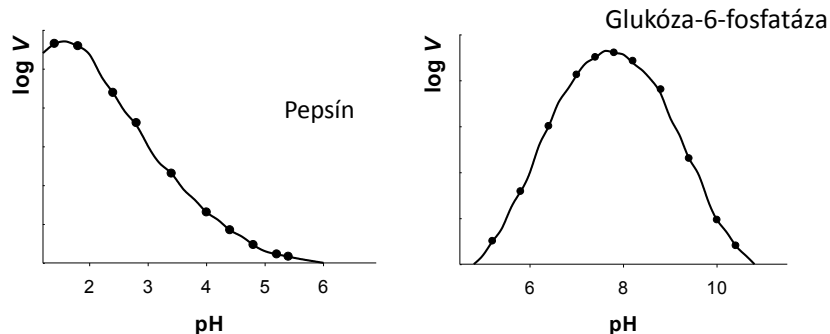 Glukóza-6-fosfatáza
log V
Pepsín
2 3 4 5 6
pH
log V
6 8 10
pH